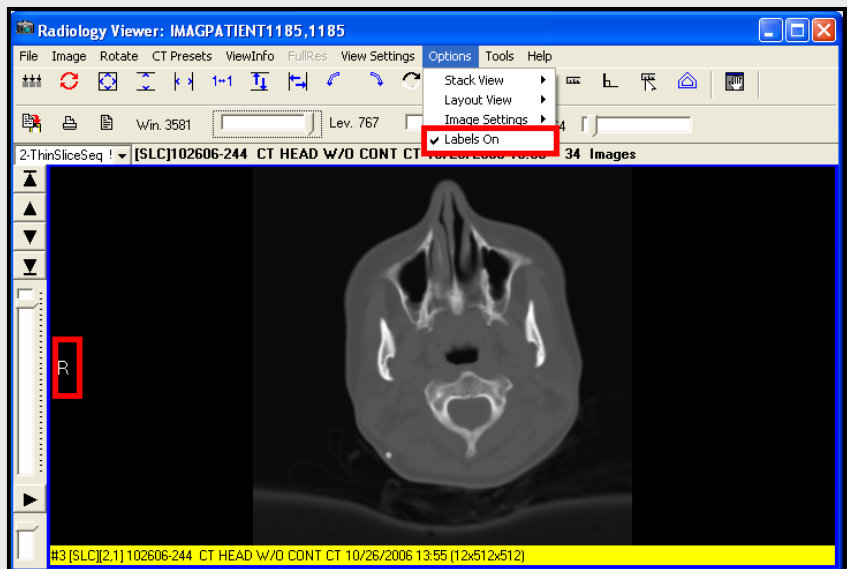 Radiology Viewer: IMAGPATIENT1185,1185
File Image Rotate CT Presets ViewInfo FullRes View Settings Options Tools Help
Stack View
Layout View
Image Settings
Labels On
Win. 3581 Lev. 767
2-ThinSliceSeq ! [SLC]102606-244 CT HEAD W/O CONT CT 34 Images
R
#3 [SLC][2,1] 102606-244 CT HEAD W/O CONT CT 10/26/2006 13:55 (12x512x512)